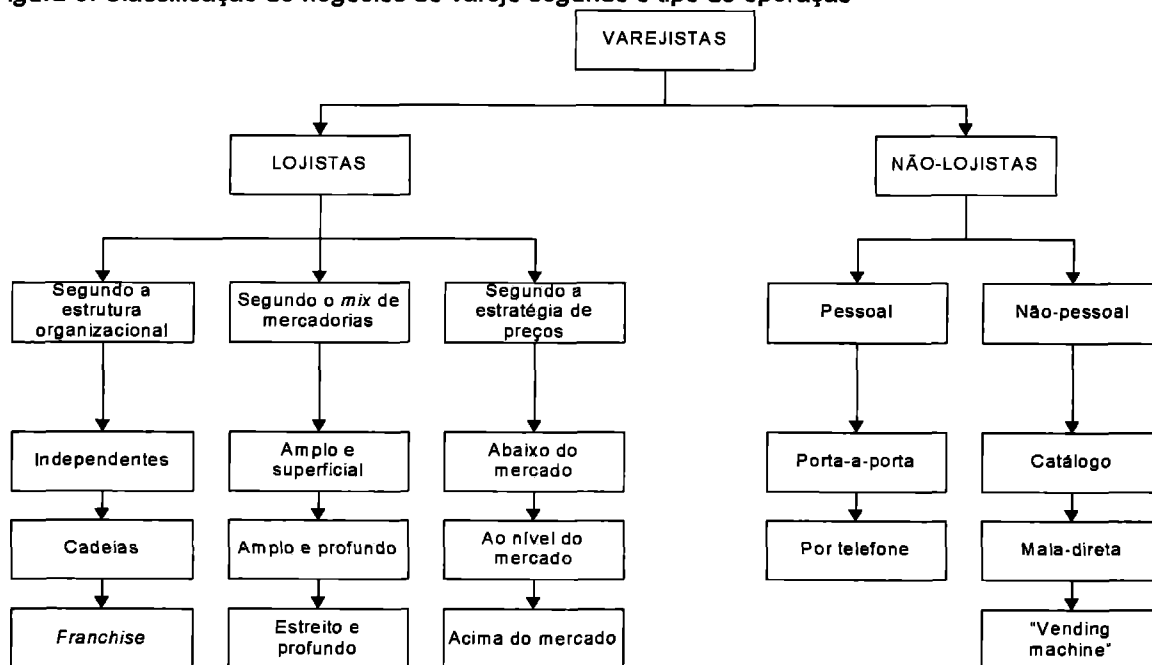 VAREJISTAS
LOJISTAS
NÃO-LOJISTAS
Segundo a
estrutura
organizacional
Segundo o mix de
mercadorias
Segundo a
estratégia de
preços
Pessoal
Não-pessoal
Independentes
Amplo e
superficial
Abaixo do
mercado
Porta-a-porta
Catálogo
Cadeias
Amplo e profundo
Ao nível do
mercado
Por telefone
Mala-direta
Franchise
Estreito e
profundo
Acima do mercado
"Vending
machine"